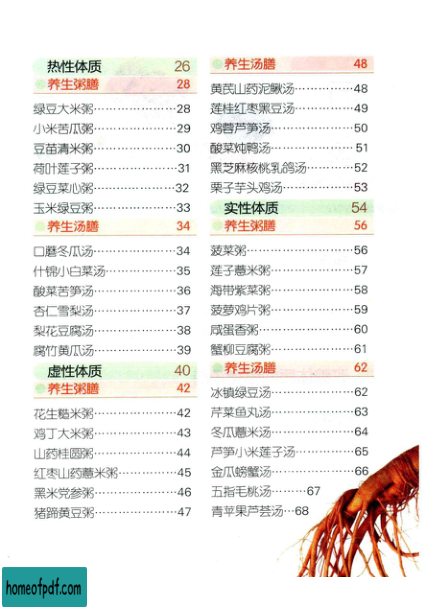 热性体质 26
养生粥膳 28
绿豆大米粥………………28
小米苦瓜粥………………29
豆苗清米粥………………30
荷叶莲子粥………………31
绿豆菜心粥………………32
玉米绿豆粥………………33
养生汤膳 34
口蘑冬瓜汤………………34
什锦小白菜汤……………35
酸菜苦笋汤………………36
杏仁雪梨汤………………37
梨花豆腐汤………………38
腐竹黄瓜汤………………39
虚性体质 40
养生粥膳 42
花生糙米粥………………42
鸡丁大米粥………………43
山药桂圆粥………………44
红枣山药薏米粥…………45
黑米党参粥………………46
猪蹄黄豆粥………………47
养生汤膳 48
黄芪山药泥鳅汤…………48
莲桂红枣黑豆汤…………49
鸡蓉芦笋汤………………50
酸菜炖鸭汤………………51
黑芝麻核桃乳鸽汤………52
栗子芋头鸡汤……………53
实性体质 54
养生粥膳 56
菠菜粥……………………56
莲子薏米粥………………57
海带紫菜粥………………58
菠萝鸡片粥………………59
咸蛋香粥…………………60
蟹柳豆腐粥………………61
养生汤膳 62
冰镇绿豆汤………………62
芹菜鱼丸汤………………63
冬瓜薏米汤………………64
芦笋小米莲子汤…………65
金瓜螃蟹汤………………66
五指毛桃汤………67
青苹果芦荟汤…68
homeofpdf.com